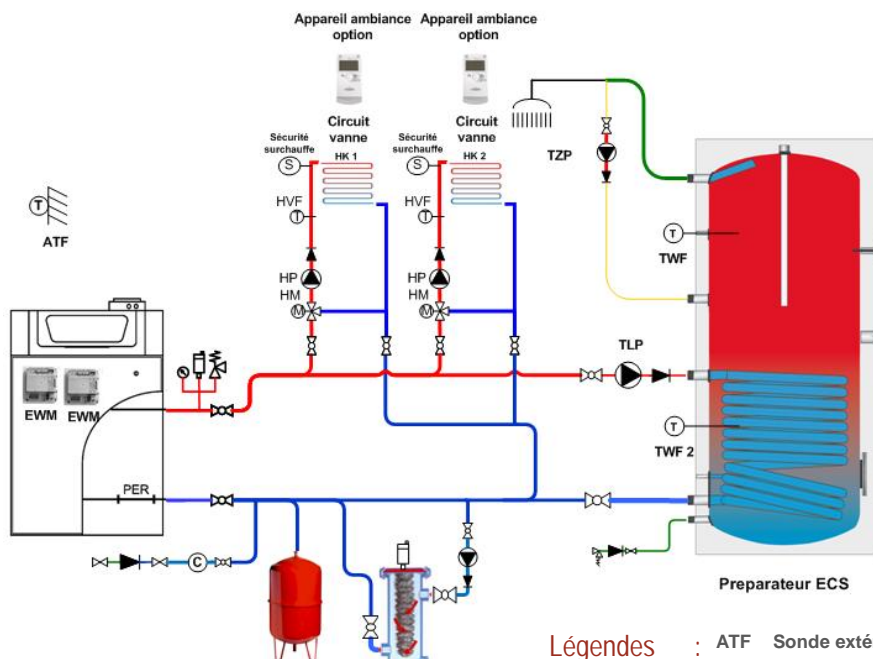 Appareil ambiance
option
Appareil ambiance
option
Circuit
vanne
HK 1
Circuit
vanne
HK 2
Sécurité
surchauffe
S
Sécurité
surchauffe
S
HVF
T
HVF
T
HP
HM
M
HP
HM
M
TZP
T
ATF
T
TWF
TLP
EWM
EWM
T
TWF 2
PER
C
Preparateur ECS
Légendes : ATF Sonde exté